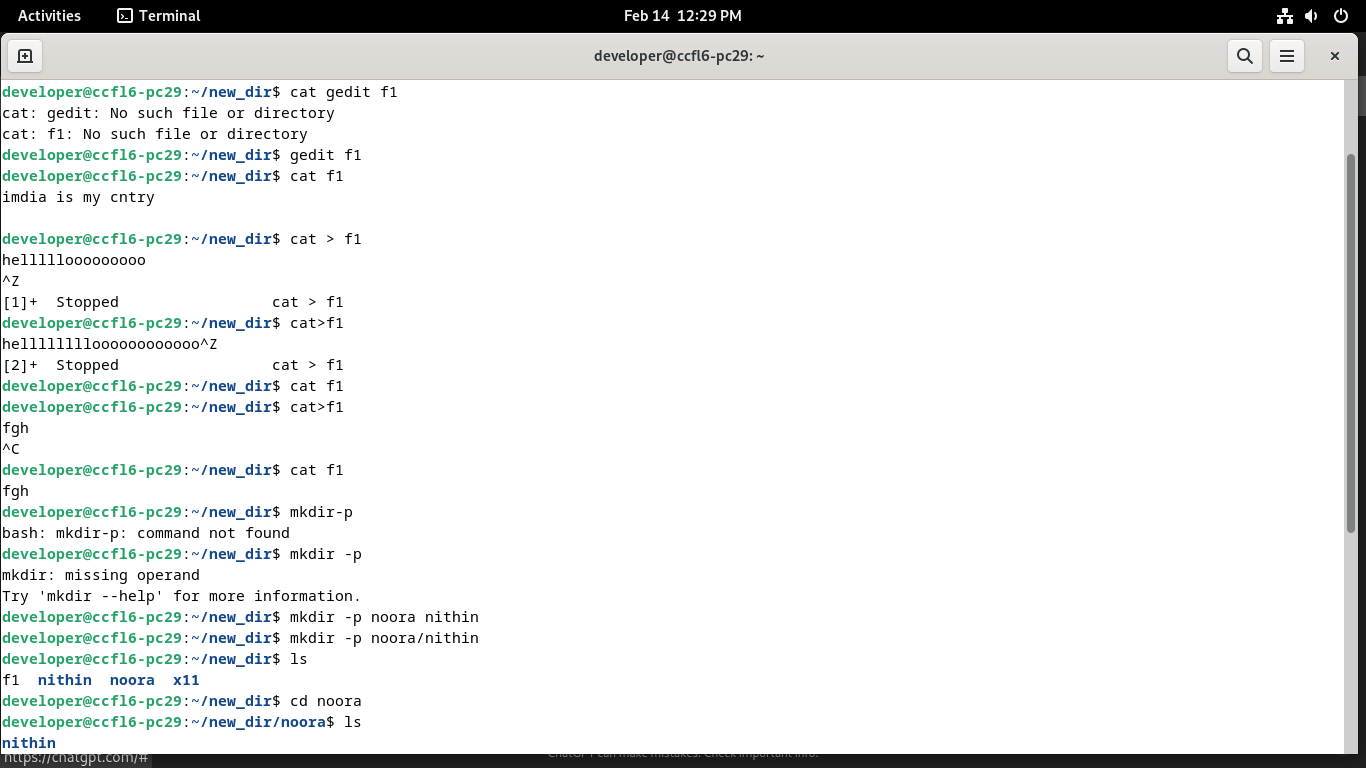 Activities
Terminal
Feb 14 12:29 PM
developer@ccfl6-pc29: ~
developer@ccfl6-pc29:~/new_dir$ cat gedit f1
cat: gedit: No such file or directory
cat: f1: No such file or directory
developer@ccfl6-pc29:~/new_dir$ gedit f1
developer@ccfl6-pc29:~/new_dir$ cat f1
imdia is my cntry
developer@ccfl6-pc29:~/new_dir$ cat > f1
helllllooooooooo
^Z
[1]+  Stopped                 cat > f1
developer@ccfl6-pc29:~/new_dir$ cat>f1
helllllllloooooooooooo^Z
[2]+  Stopped                 cat > f1
developer@ccfl6-pc29:~/new_dir$ cat f1
developer@ccfl6-pc29:~/new_dir$ cat>f1
fgh
^C
developer@ccfl6-pc29:~/new_dir$ cat f1
fgh
developer@ccfl6-pc29:~/new_dir$ mkdir-p
bash: mkdir-p: command not found
developer@ccfl6-pc29:~/new_dir$ mkdir -p
mkdir: missing operand
Try 'mkdir --help' for more information.
developer@ccfl6-pc29:~/new_dir$ mkdir -p noora nithin
developer@ccfl6-pc29:~/new_dir$ mkdir -p noora/nithin
developer@ccfl6-pc29:~/new_dir$ ls
f1  nithin  noora  x11
developer@ccfl6-pc29:~/new_dir$ cd noora
developer@ccfl6-pc29:~/new_dir/noora$ ls
nithin
https://chatgpt.com/#
ChatGPT can make mistakes. Check important info.